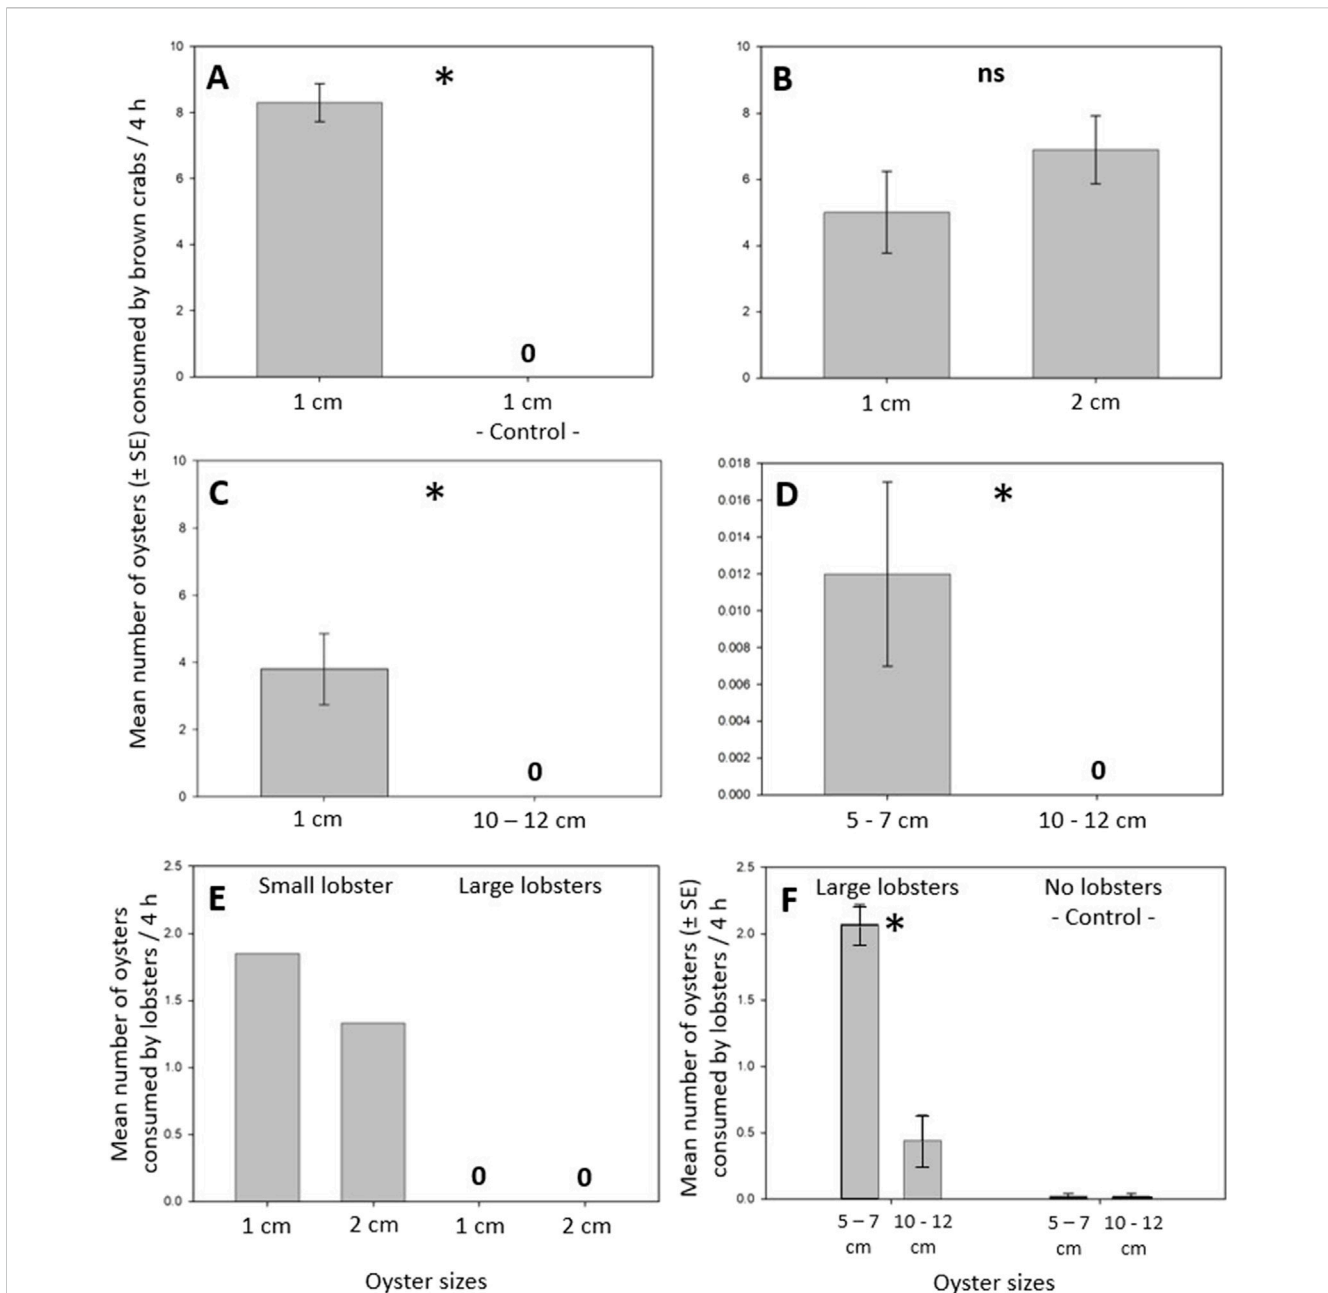 Mean number of oysters (± SE) consumed by brown crabs / 4 h
A
*
10
8
6
4
2
0
0
1 cm
1 cm
- Control -
B
ns
10
8
6
4
2
0
1 cm
2 cm
C
*
10
8
6
4
2
0
0
1 cm
10 – 12 cm
D
*
0.018
0.016
0.014
0.012
0.010
0.008
0.006
0.004
0.002
0.000
0
5 - 7 cm
10 - 12 cm
Mean number of oysters
consumed by lobsters / 4 h
E
Small lobster
Large lobsters
2.5
2.0
1.5
1.0
0.5
0.0
0
0
1 cm
2 cm
1 cm
2 cm
Oyster sizes
Mean number of oysters (± SE)
consumed by lobsters / 4 h
F
Large lobsters
No lobsters
- Control -
*
2.5
2.0
1.5
1.0
0.5
0.0
5 – 7
cm
10 - 12
cm
5 – 7
cm
10 - 12
cm
Oyster sizes